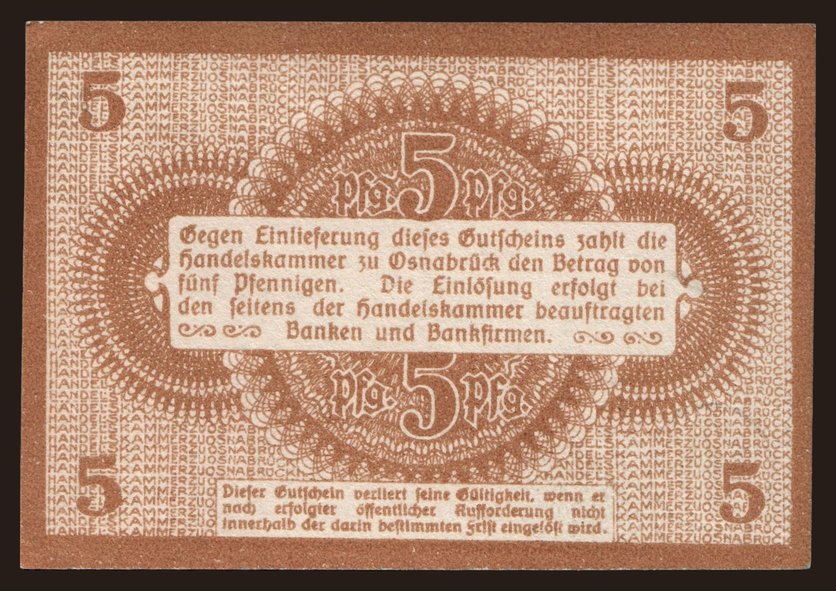 5 5
Pfg. 5 Pfg.
Gegen Einlieferung dieses Gutscheins zahlt die
Handelskammer zu Osnabrück den Betrag von
fünf Pfennigen. Die Einlösung erfolgt bei
den seitens der Handelskammer beauftragten
Banken und Bankfirmen.
Pfg. 5 Pfg.
5 5
Dieser Gutschein verliert seine Gültigkeit, wenn er
nach erfolgter öffentlicher Aufforderung nicht
innerhalb der darin bestimmten Frist eingelöst wird.